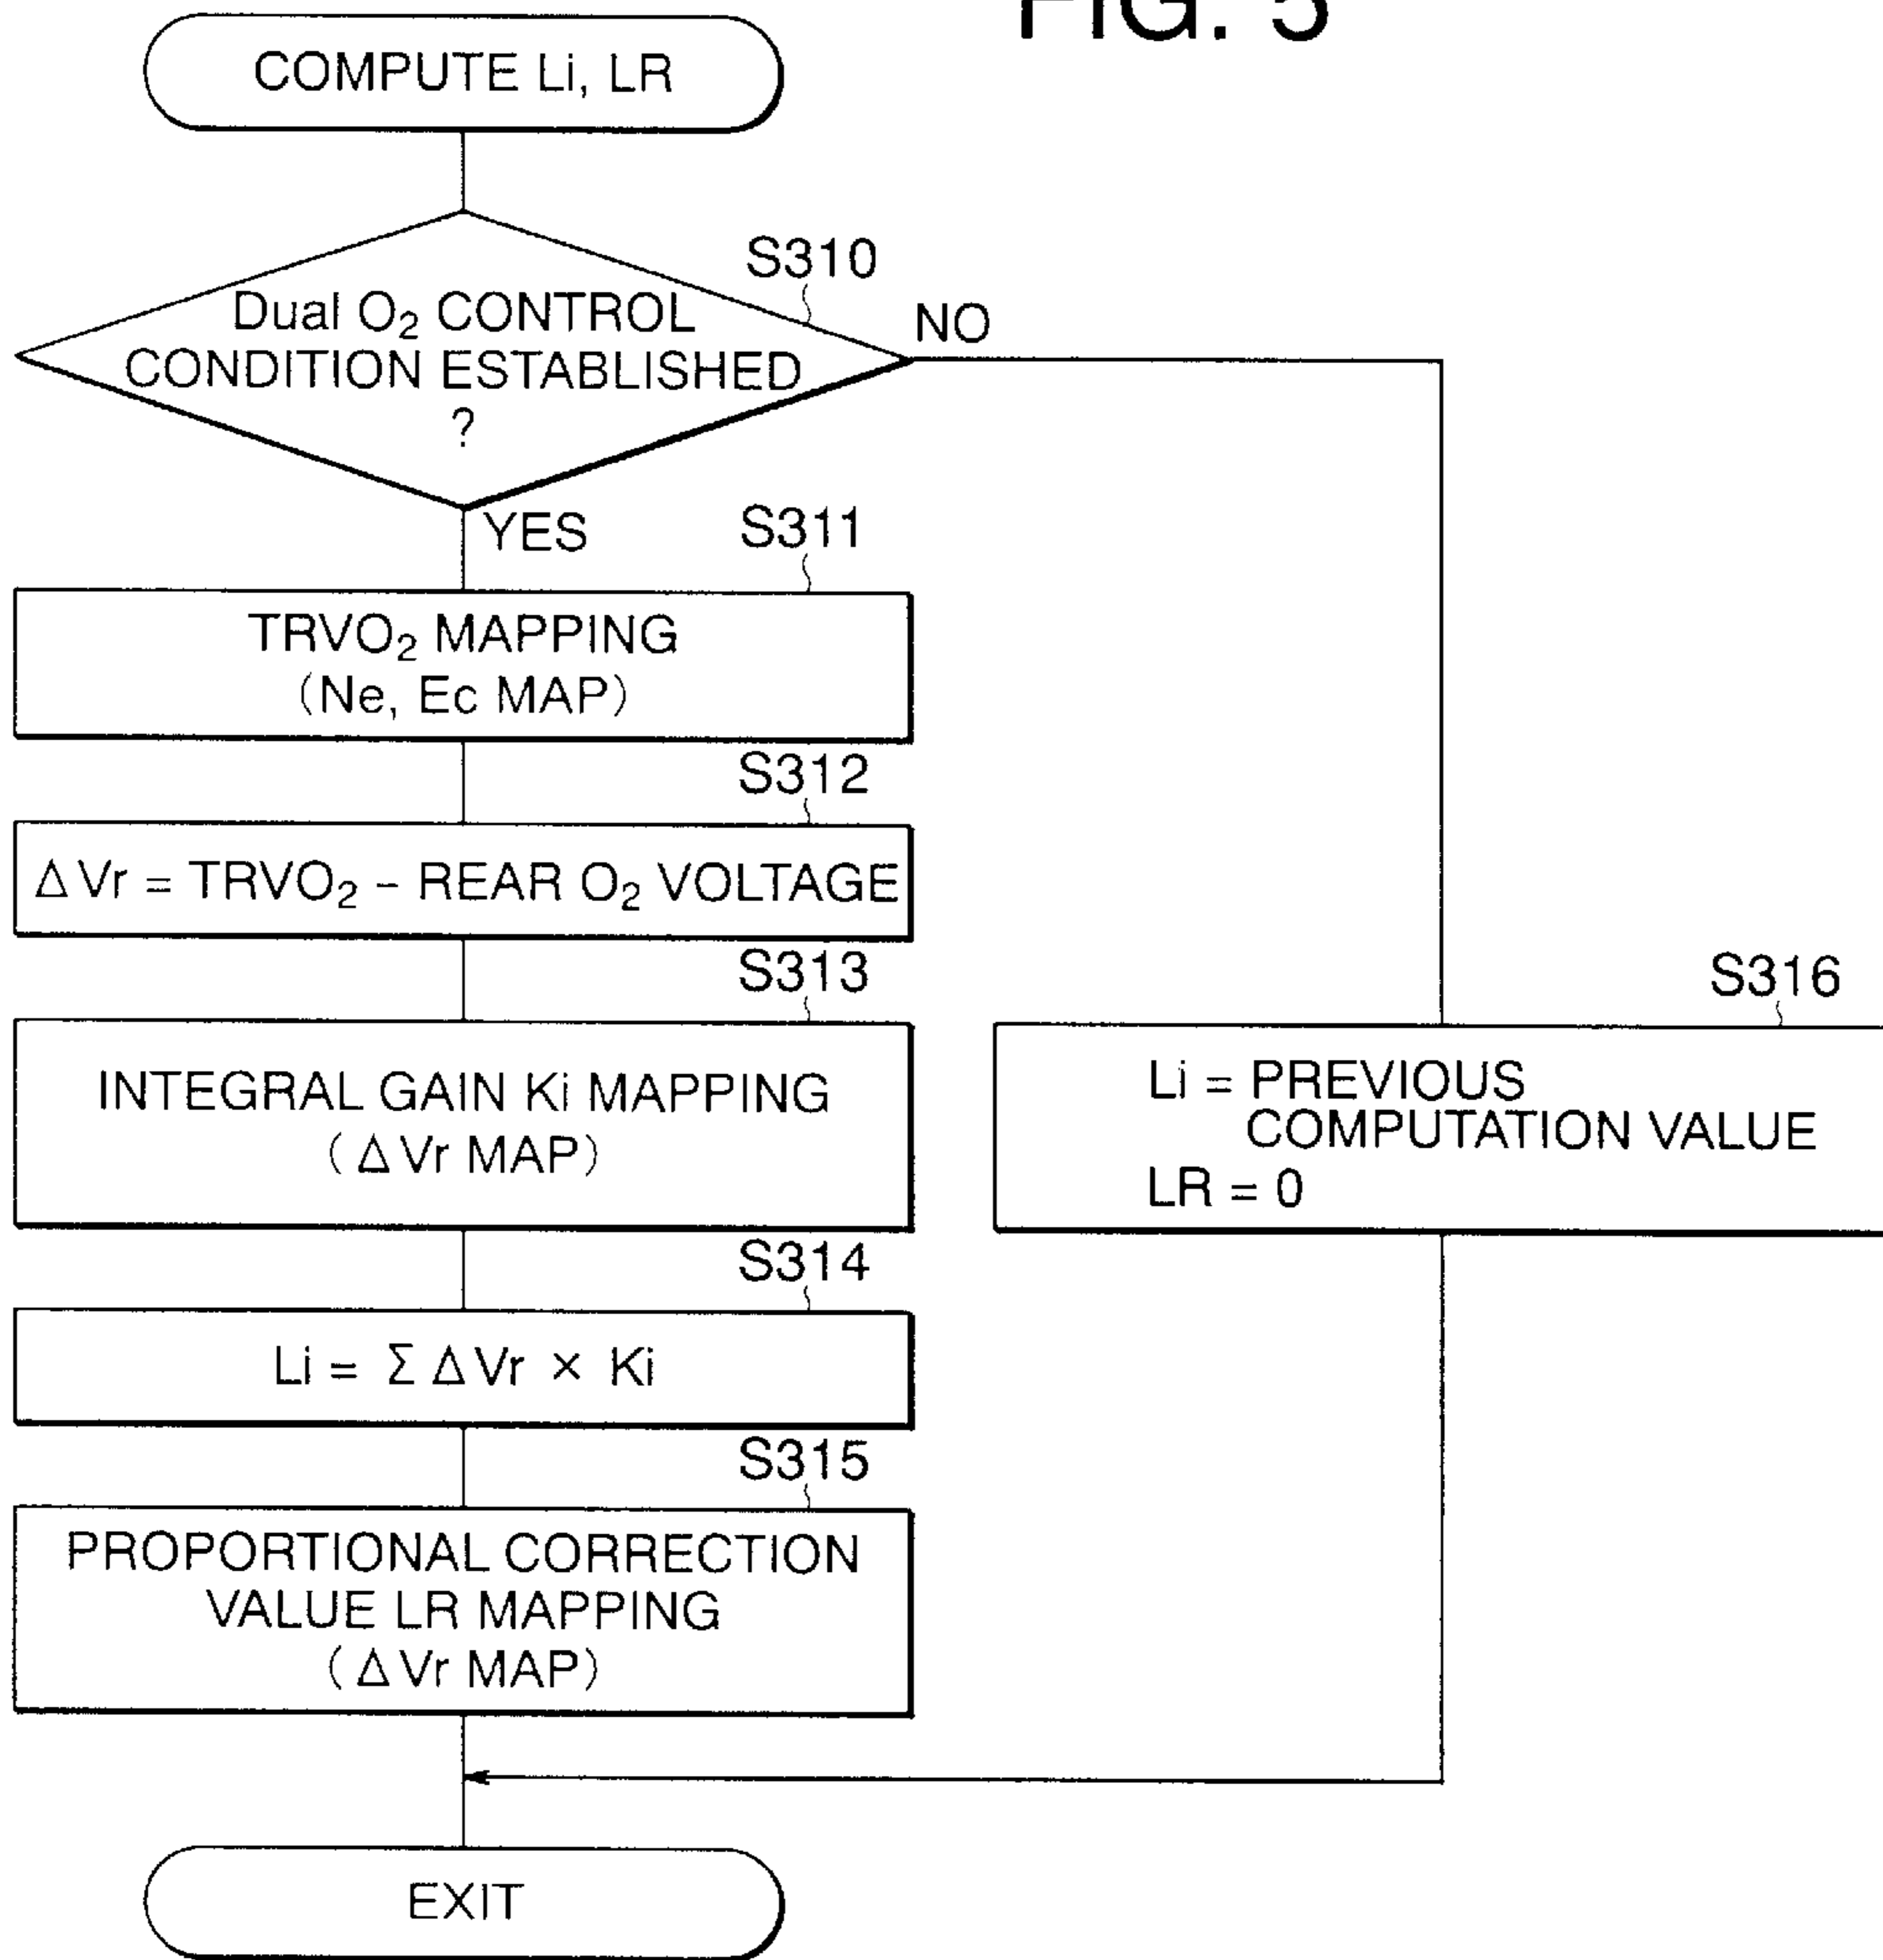 FIG. 5
COMPUTE Li, LR
S310
Dual O₂ CONTROL
CONDITION ESTABLISHED
?
NO
YES
S311
TRVO₂ MAPPING
(Ne, Ec MAP)
S312
ΔVr = TRVO₂ – REAR O₂ VOLTAGE
S313
INTEGRAL GAIN Ki MAPPING
(ΔVr MAP)
S316
Li = PREVIOUS
COMPUTATION VALUE
LR = 0
S314
Li = Σ ΔVr × Ki
S315
PROPORTIONAL CORRECTION
VALUE LR MAPPING
(ΔVr MAP)
EXIT